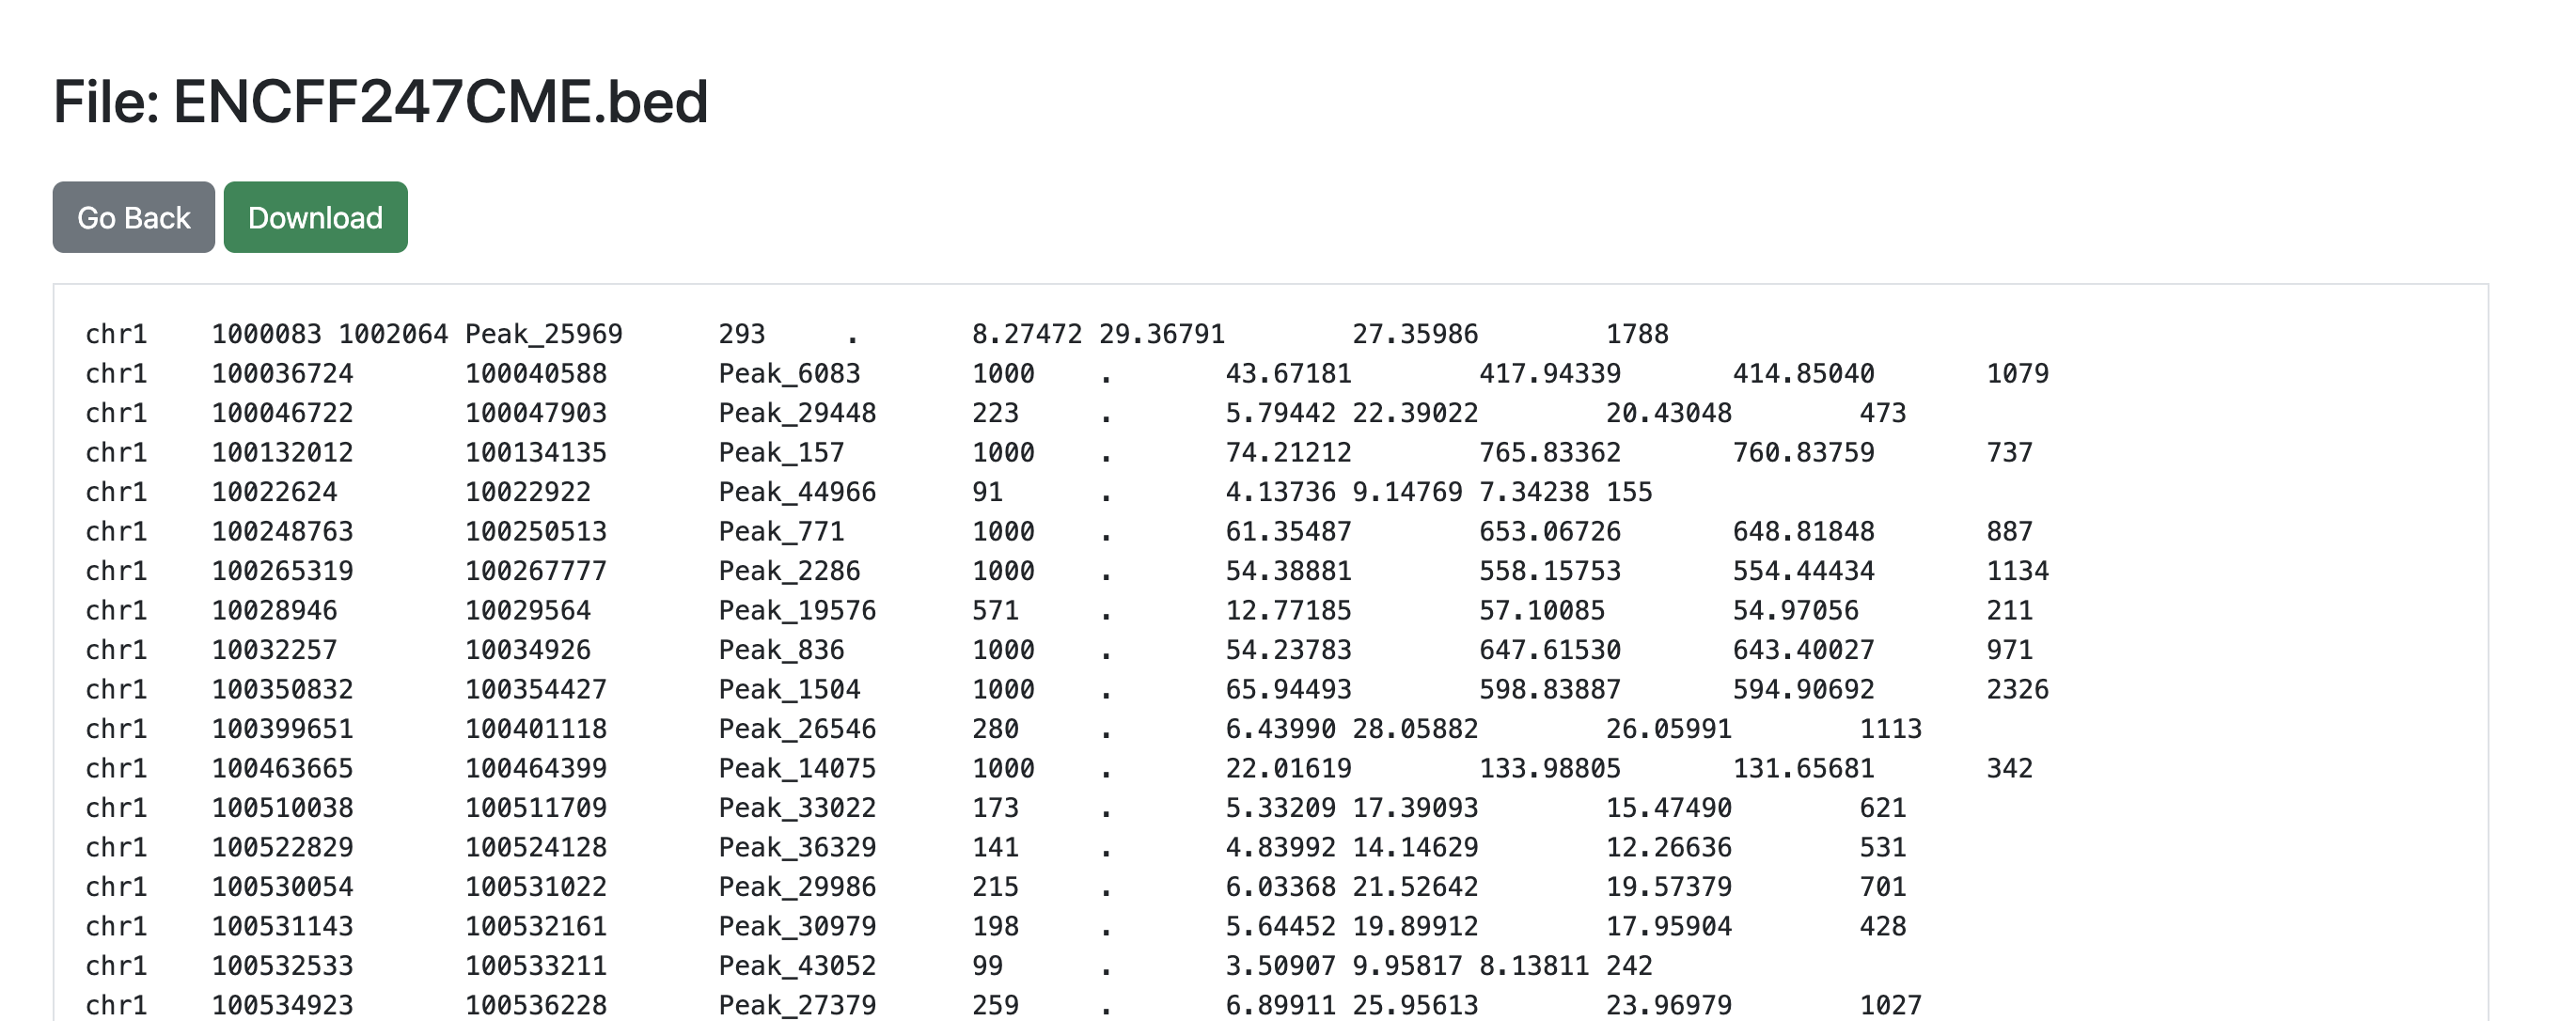 File: ENCFF247CME.bed
Go Back Download
chr1 1000083 1002064 Peak_25969 293 . 8.27472 29.36791 27.35986 1788
chr1 100036724 100040588 Peak_6083 1000 . 43.67181 417.94339 414.85040 1079
chr1 100046722 100047903 Peak_29448 223 . 5.79442 22.39022 20.43048 473
chr1 100132012 100134135 Peak_157 1000 . 74.21212 765.83362 760.83759 737
chr1 10022624 10022922 Peak_44966 91 . 4.13736 9.14769 7.34238 155
chr1 100248763 100250513 Peak_771 1000 . 61.35487 653.06726 648.81848 887
chr1 100265319 100267777 Peak_2286 1000 . 54.38881 558.15753 554.44434 1134
chr1 10028946 10029564 Peak_19576 571 . 12.77185 57.10085 54.97056 211
chr1 10032257 10034926 Peak_836 1000 . 54.23783 647.61530 643.40027 971
chr1 100350832 100354427 Peak_1504 1000 . 65.94493 598.83887 594.90692 2326
chr1 100399651 100401118 Peak_26546 280 . 6.43990 28.05882 26.05991 1113
chr1 100463665 100464399 Peak_14075 1000 . 22.01619 133.98805 131.65681 342
chr1 100510038 100511709 Peak_33022 173 . 5.33209 17.39093 15.47490 621
chr1 100522829 100524128 Peak_36329 141 . 4.83992 14.14629 12.26636 531
chr1 100530054 100531022 Peak_29986 215 . 6.03368 21.52642 19.57379 701
chr1 100531143 100532161 Peak_30979 198 . 5.64452 19.89912 17.95904 428
chr1 100532533 100533211 Peak_43052 99 . 3.50907 9.95817 8.13811 242
chr1 100534923 100536228 Peak_27379 259 . 6.89911 25.95613 23.96979 1027